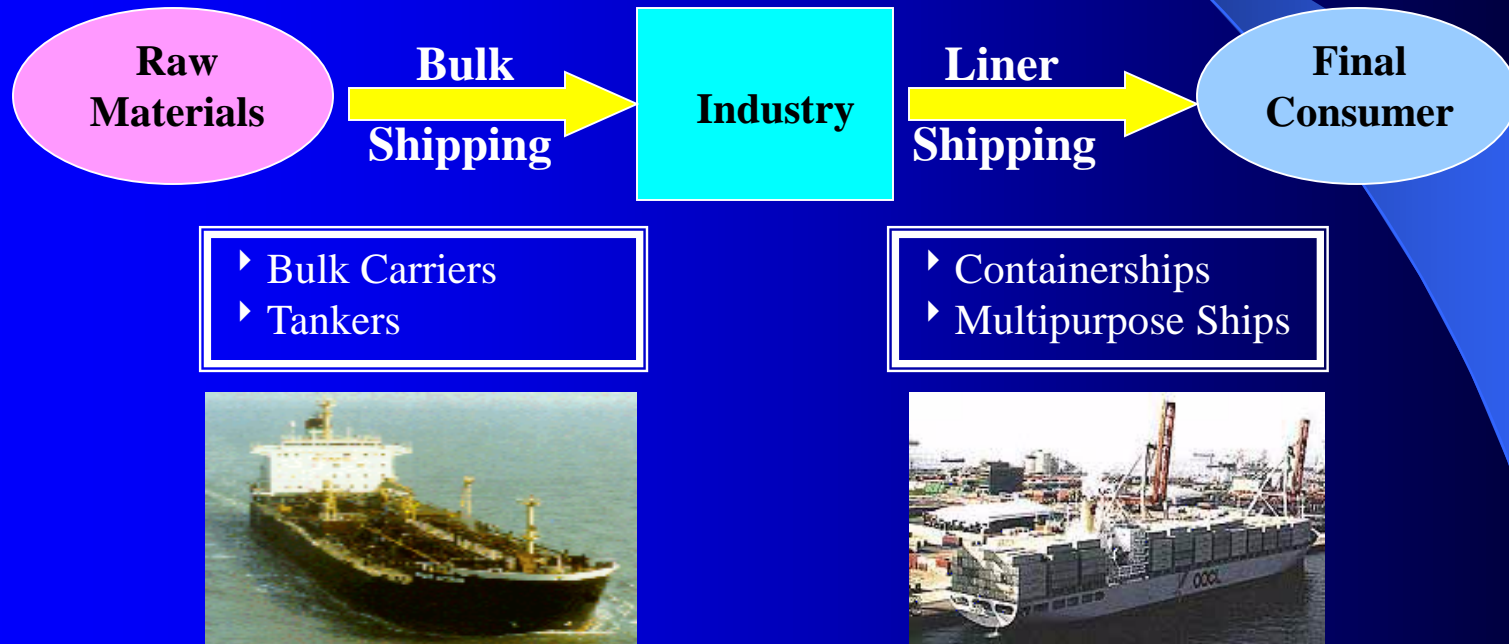 Raw
Materials
Bulk
Shipping
Industry
Liner
Shipping
Final
Consumer
Bulk Carriers
Tankers
Containerships
Multipurpose Ships
OOCL